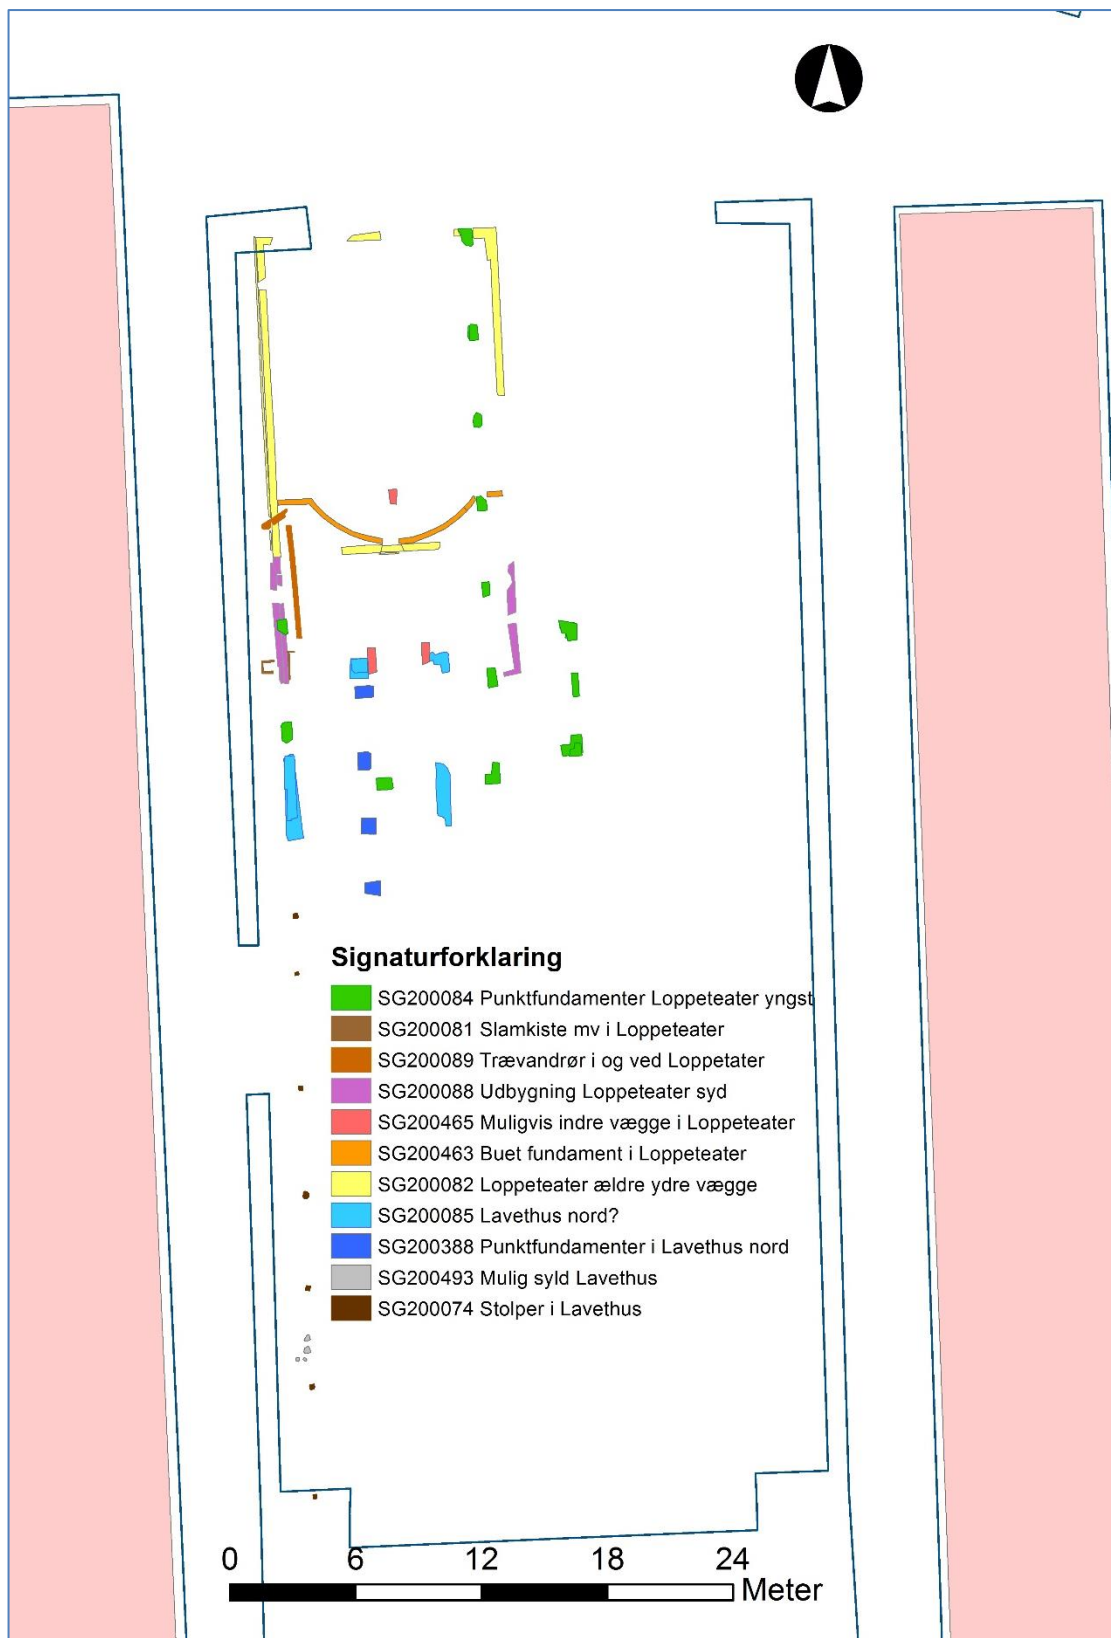 Signaturforklaring
SG200084 Punktfundamenter Loppeteater yngst
SG200081 Slamkiste mv i Loppeteater
SG200089 Trævandrør i og ved Loppetater
SG200088 Udbygning Loppeteater syd
SG200465 Muligvis indre vægge i Loppeteater
SG200463 Buet fundament i Loppeteater
SG200082 Loppeteater ældre ydre vægge
SG200085 Lavethus nord?
SG200388 Punktfundamenter i Lavethus nord
SG200493 Mulig syld Lavethus
SG200074 Stolper i Lavethus
0 6 12 18 24
Meter